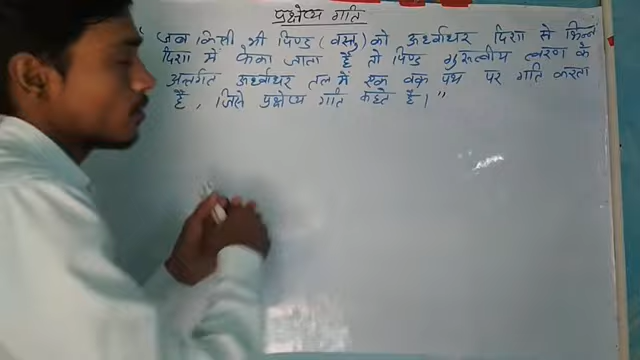 प्रक्षेप्य गति
" जब किसी भी पिण्ड (वस्तु) को ऊर्ध्वाधर दिशा से भिन्न
दिशा में फेंका जाता है तो पिण्ड गुरुत्वीय त्वरण के
अन्तर्गत ऊर्ध्वाधर तल में एक वक्र पथ पर गति करता
है , जिसे प्रक्षेप्य गति कहते है। "